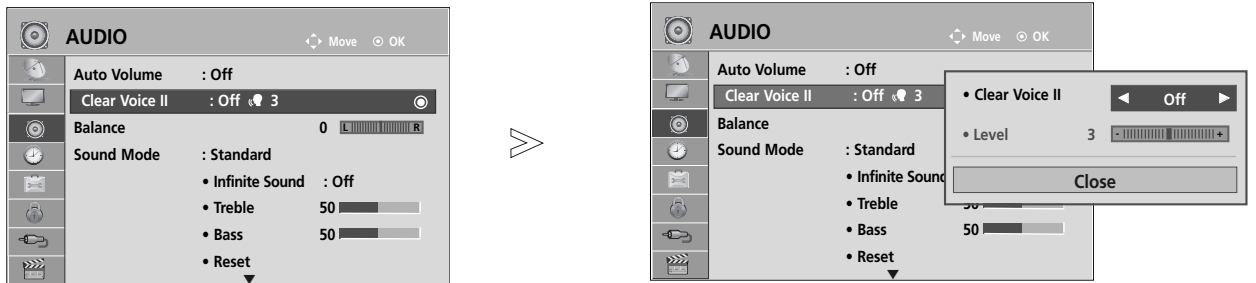 AUDIO Move OK
Auto Volume : Off
Clear Voice II : Off 3
Balance 0 L R
Sound Mode : Standard
• Infinite Sound : Off
• Treble 50
• Bass 50
• Reset
AUDIO Move OK
Auto Volume : Off
Clear Voice II : Off 3
Balance
Sound Mode : Standard
• Infinite Sound
• Treble 50
• Bass 50
• Reset
• Clear Voice II ◄ Off ►
• Level 3 - +
Close